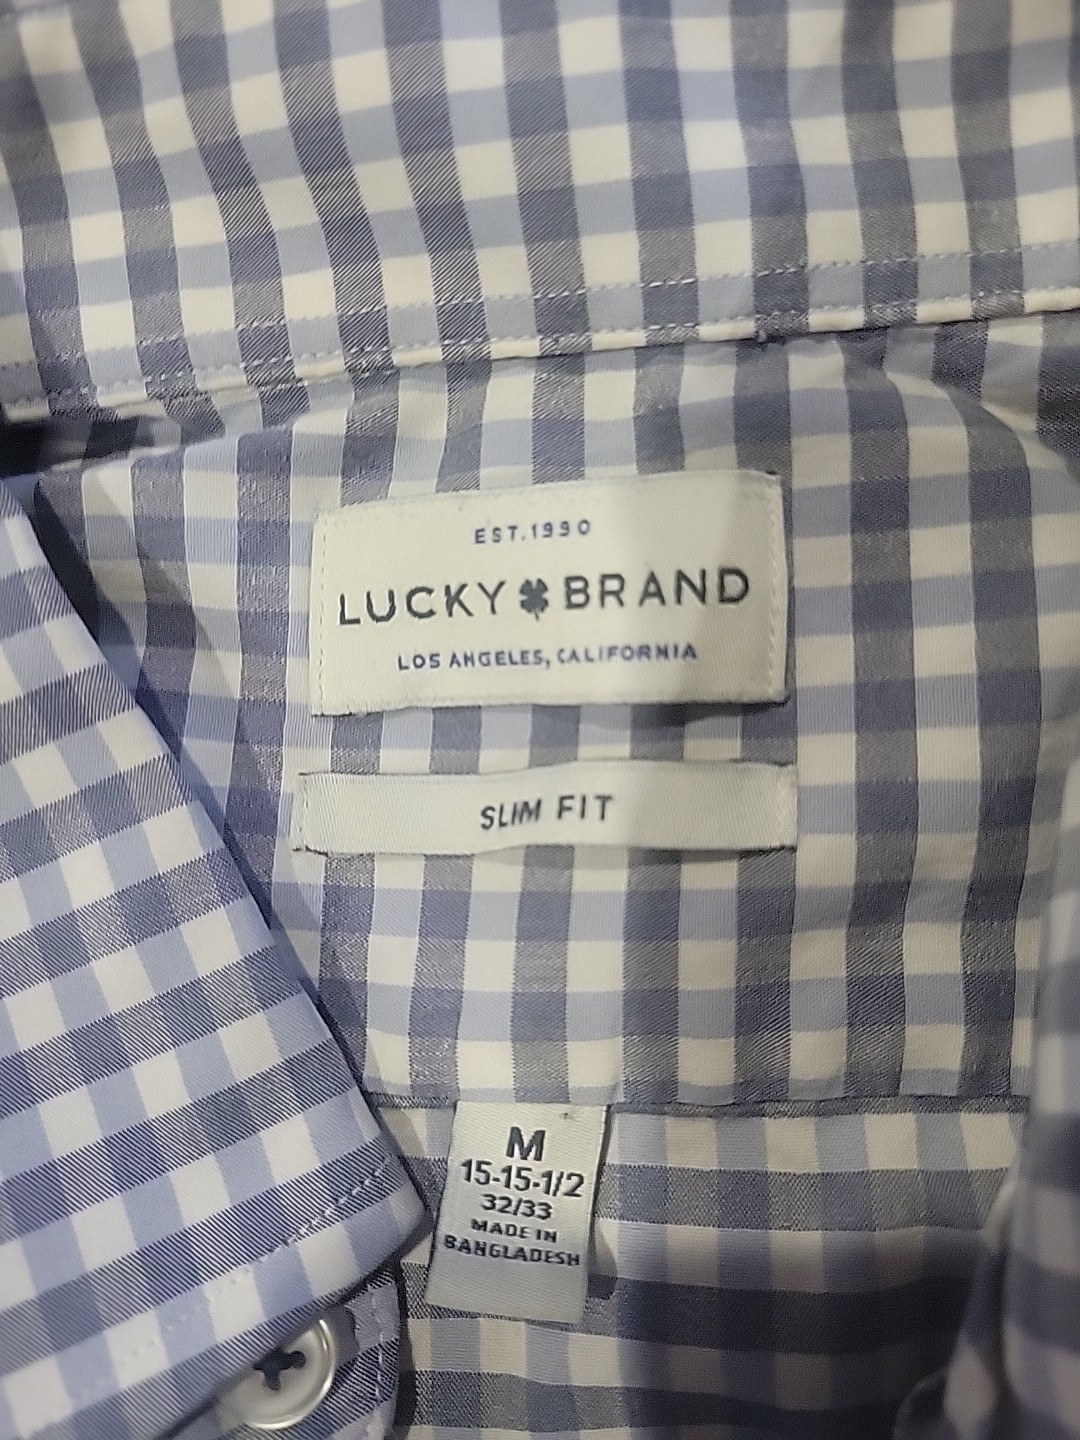 EST.1990
LUCKY BRAND
LOS ANGELES, CALIFORNIA
SLIM FIT
M
15-15-1/2
32/33
MADE IN
BANGLADESH